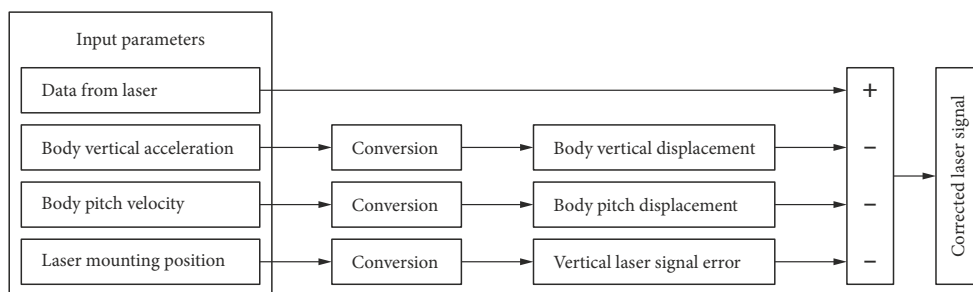 Input parameters
Data from laser
+
Body vertical acceleration
Conversion
Body vertical displacement
−
Body pitch velocity
Conversion
Body pitch displacement
−
Laser mounting position
Conversion
Vertical laser signal error
−
Corrected laser signal